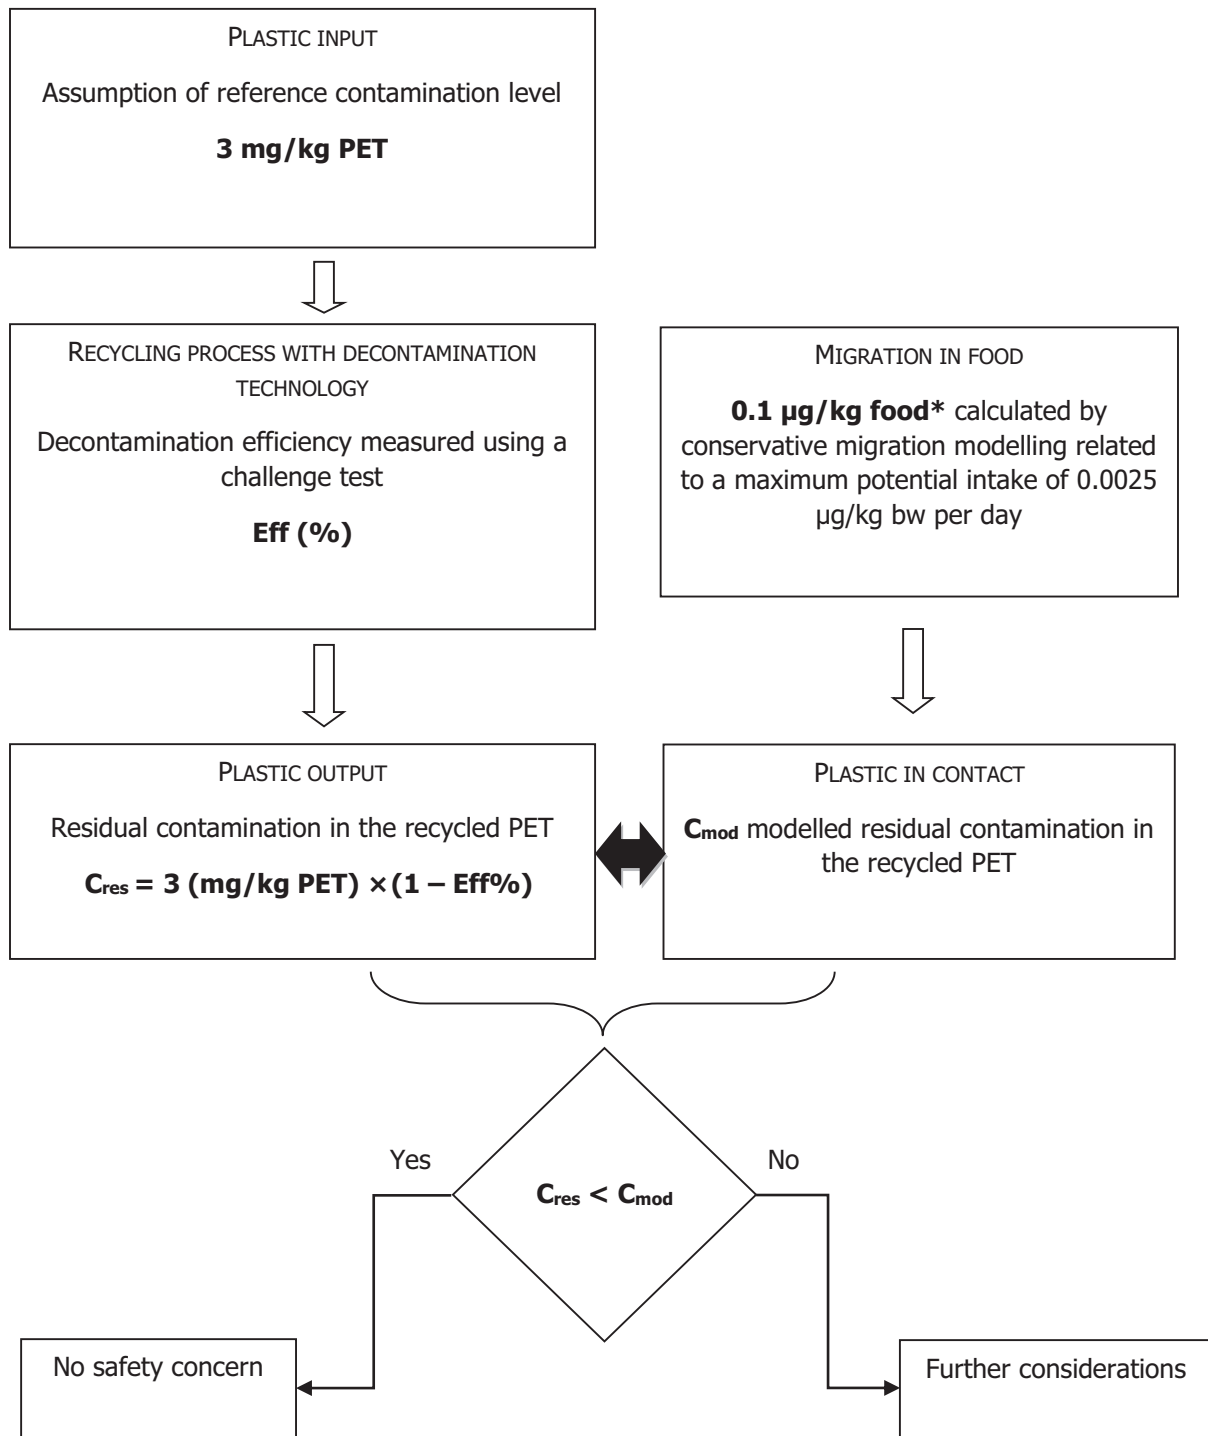 PLASTIC INPUT
Assumption of reference contamination level
3 mg/kg PET
RECYCLING PROCESS WITH DECONTAMINATION
TECHNOLOGY
Decontamination efficiency measured using a
challenge test
Eff (%)
MIGRATION IN FOOD
0.1 µg/kg food* calculated by
conservative migration modelling related
to a maximum potential intake of 0.0025
µg/kg bw per day
PLASTIC OUTPUT
Residual contamination in the recycled PET
Cres = 3 (mg/kg PET) ×(1 – Eff%)
PLASTIC IN CONTACT
Cmod modelled residual contamination in
the recycled PET
Yes
No
Cres < Cmod
No safety concern
Further considerations